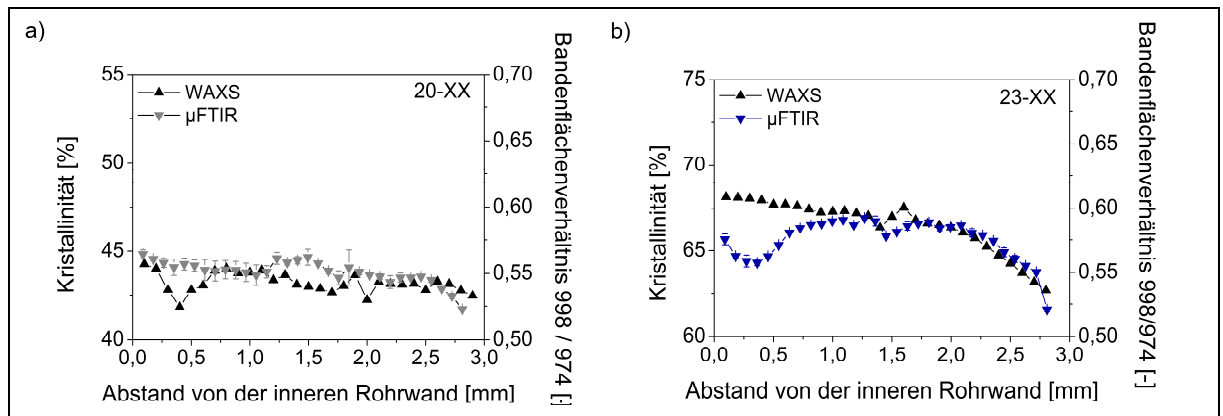 a)
55
50
45
40
Kristallinität [%]
WAXS
µFTIR
20-XX
0,70
0,65
0,60
0,55
0,50
Bandenflächenverhältnis 998 / 974 [-]
0,0 0,5 1,0 1,5 2,0 2,5 3,0
Abstand von der inneren Rohrwand [mm]
b)
75
70
65
60
Kristallinität [%]
WAXS
µFTIR
23-XX
0,70
0,65
0,60
0,55
0,50
Bandenflächenverhältnis 998/974 [-]
0,0 0,5 1,0 1,5 2,0 2,5 3,0
Abstand von der inneren Rohrwand [mm]